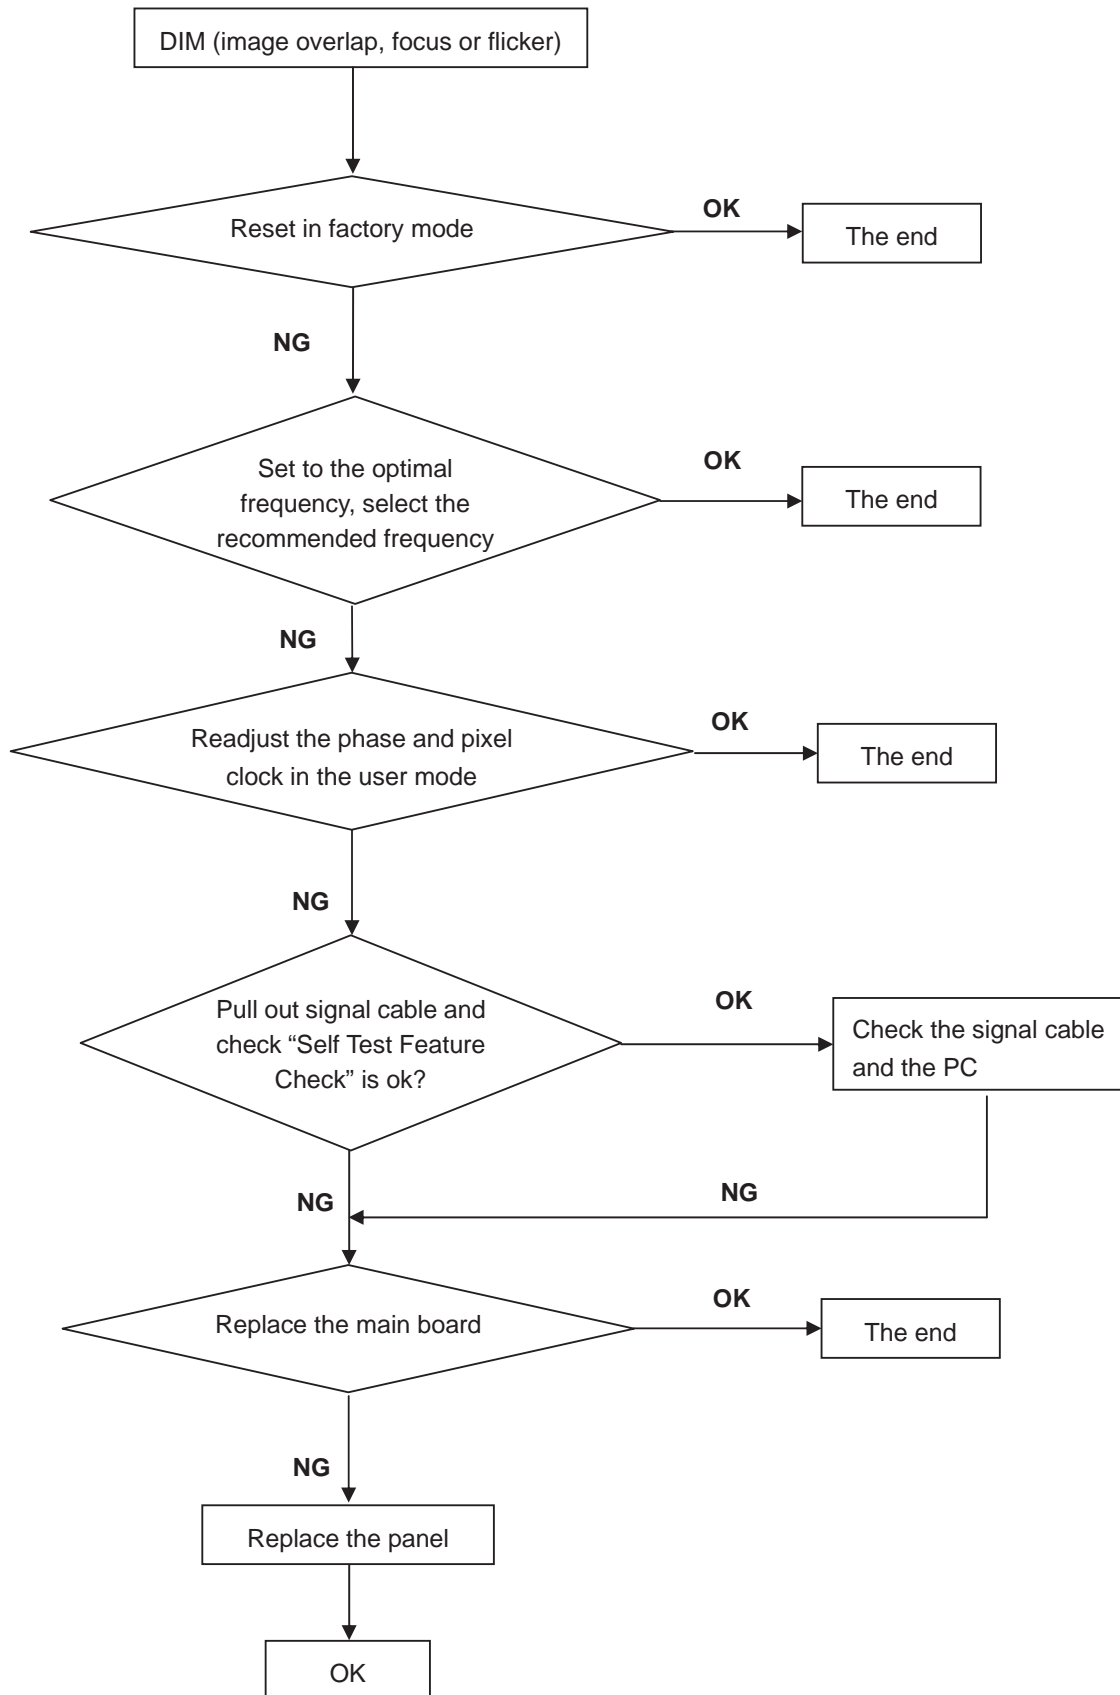 DIM (image overlap, focus or flicker)
Reset in factory mode
OK
The end
NG
Set to the optimal
frequency, select the
recommended frequency
OK
The end
NG
Readjust the phase and pixel
clock in the user mode
OK
The end
NG
Pull out signal cable and
check “Self Test Feature
Check” is ok?
OK
Check the signal cable
and the PC
NG
NG
Replace the main board
OK
The end
NG
Replace the panel
OK